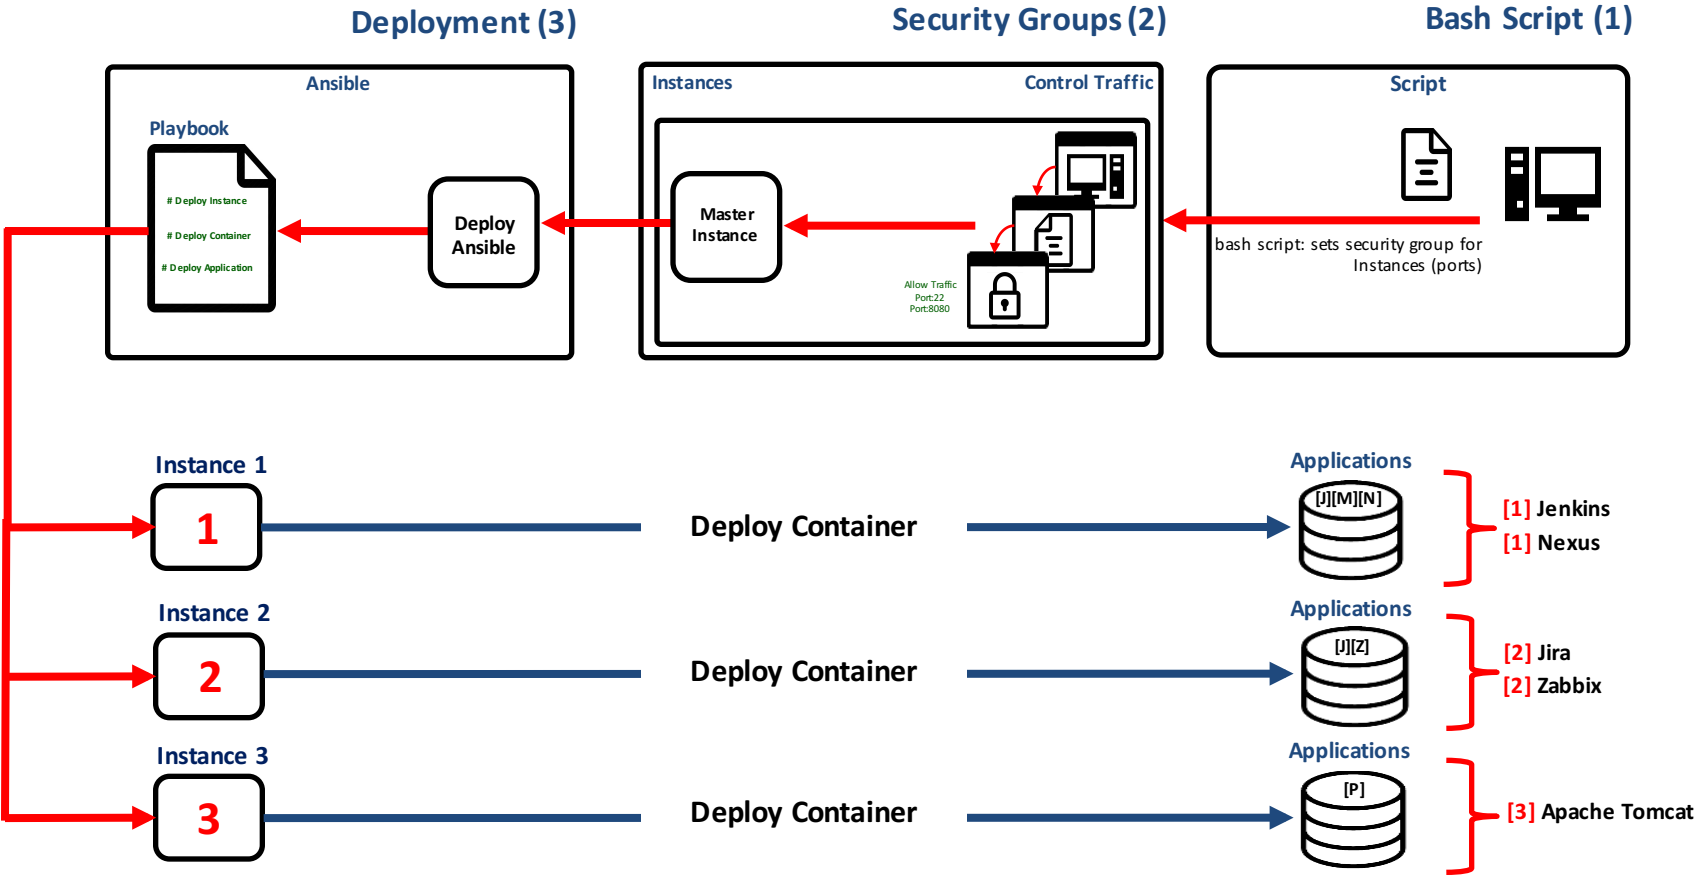 Deployment (3)
Security Groups (2)
Bash Script (1)
Ansible
Playbook
# Deploy Instance
# Deploy Container
# Deploy Application
Deploy
Ansible
Instances
Control Traffic
Master
Instance
Allow Traffic
Port:22
Port:8080
Script
bash script: sets security group for
Instances (ports)
Instance 1
1
Deploy Container
Applications
[J][M][N]
[1] Jenkins
[1] Nexus
Instance 2
2
Deploy Container
Applications
[J][Z]
[2] Jira
[2] Zabbix
Instance 3
3
Deploy Container
Applications
[P]
[3] Apache Tomcat